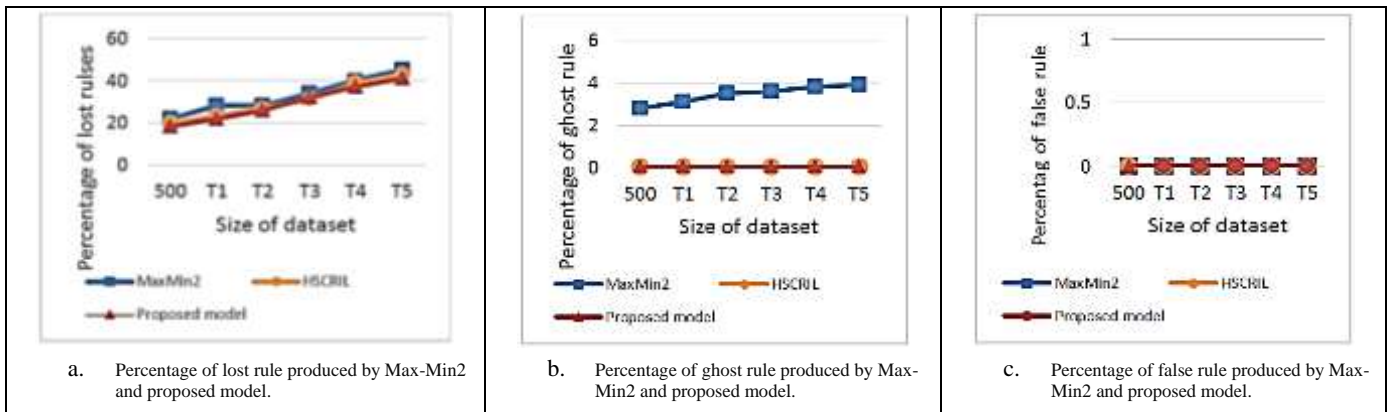 Percentage of lost rulses
60
40
20
0
500 T1 T2 T3 T4 T5
Size of dataset
MaxMin2
HSCRIL
Proposed model
a. Percentage of lost rule produced by Max-Min2
and proposed model.
Percentage of ghost rule
6
4
2
0
500 T1 T2 T3 T4 T5
Size of dataset
MaxMin2
HSCRIL
Proposed model
b. Percentage of ghost rule produced by Max-
Min2 and proposed model.
Percentag of false rule
1
0.5
0
500 T1 T2 T3 T4 T5
Size of dataset
MaxMin2
HSCRIL
Proposed model
c. Percentage of false rule produced by Max-
Min2 and proposed model.